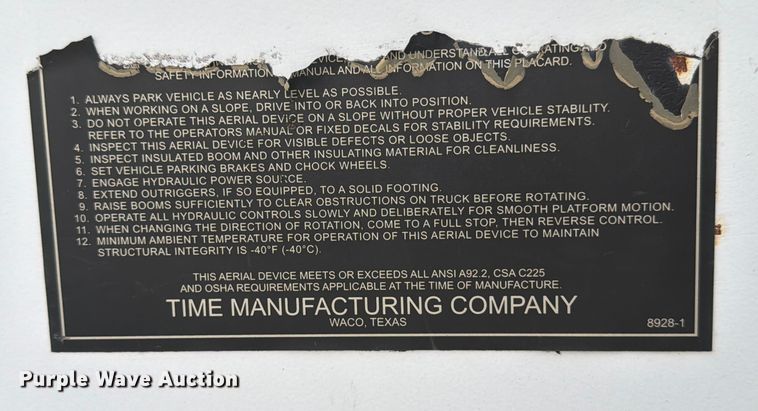 DEVICE, AND UNDERSTAND ALL OPERATING AND
SAFETY INFORMATION MANUAL AND ALL INFORMATION ON THIS PLACARD.
1. ALWAYS PARK VEHICLE AS NEARLY LEVEL AS POSSIBLE.
2. WHEN WORKING ON A SLOPE, DRIVE INTO OR BACK INTO POSITION.
3. DO NOT OPERATE THIS AERIAL DEVICE ON A SLOPE WITHOUT PROPER VEHICLE STABILITY.
REFER TO THE OPERATORS MANUAL OR FIXED DECALS FOR STABILITY REQUIREMENTS.
4. INSPECT THIS AERIAL DEVICE FOR VISIBLE DEFECTS OR LOOSE OBJECTS.
5. INSPECT INSULATED BOOM AND OTHER INSULATING MATERIAL FOR CLEANLINESS.
6. SET VEHICLE PARKING BRAKES AND CHOCK WHEELS.
7. ENGAGE HYDRAULIC POWER SOURCE.
8. EXTEND OUTRIGGERS, IF SO EQUIPPED, TO A SOLID FOOTING.
9. RAISE BOOMS SUFFICIENTLY TO CLEAR OBSTRUCTIONS ON TRUCK BEFORE ROTATING.
10. OPERATE ALL HYDRAULIC CONTROLS SLOWLY AND DELIBERATELY FOR SMOOTH PLATFORM MOTION.
11. WHEN CHANGING THE DIRECTION OF ROTATION, COME TO A FULL STOP, THEN REVERSE CONTROL.
12. MINIMUM AMBIENT TEMPERATURE FOR OPERATION OF THIS AERIAL DEVICE TO MAINTAIN
STRUCTURAL INTEGRITY IS -40°F (-40°C).
THIS AERIAL DEVICE MEETS OR EXCEEDS ALL ANSI A92.2, CSA C225
AND OSHA REQUIREMENTS APPLICABLE AT THE TIME OF MANUFACTURE.
TIME MANUFACTURING COMPANY
WACO, TEXAS
8928-1
Purple Wave Auction